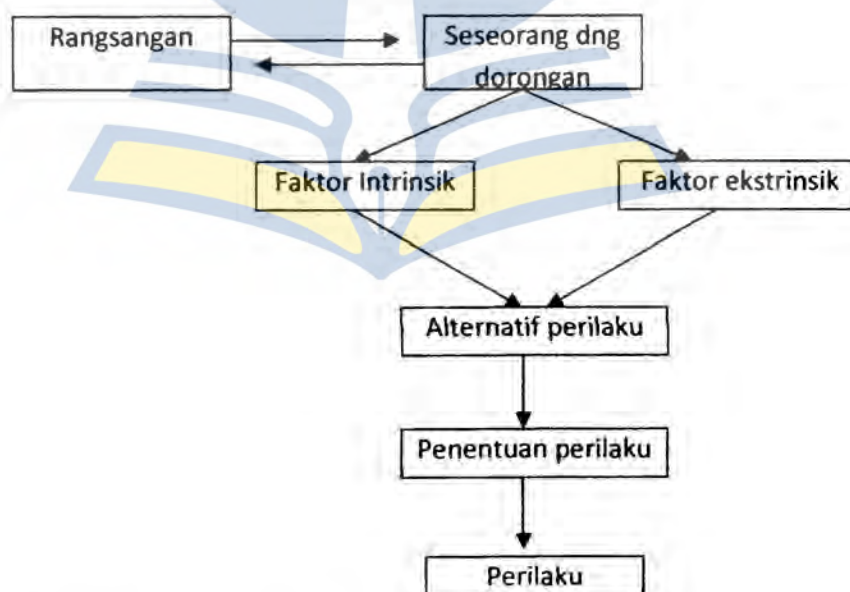 Rangsangan
Seseorang dng
dorongan
Faktor Intrinsik
Faktor ekstrinsik
Alternatif perilaku
Penentuan perilaku
Perilaku